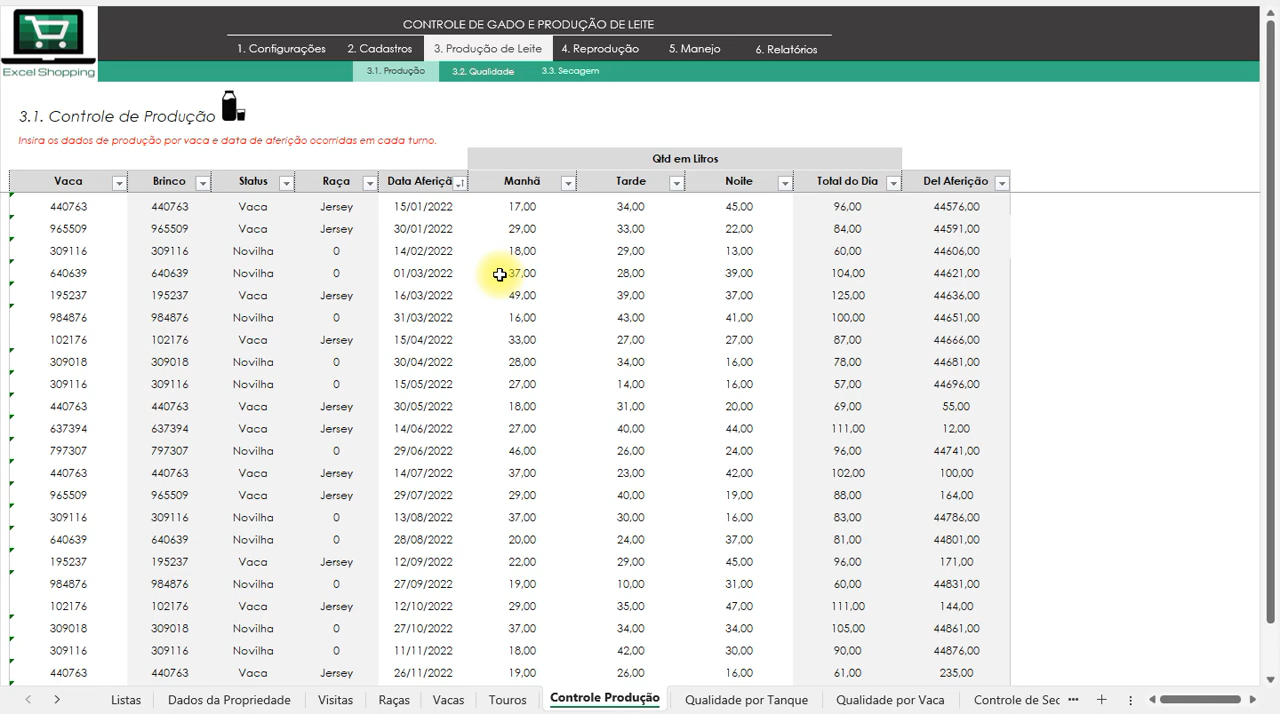 CONTROLE DE GADO E PRODUÇÃO DE LEITE
1. Configurações 2. Cadastros 3. Produção de Leite 4. Reprodução 5. Manejo 6. Relatórios
Excel Shopping
3.1. Produção 3.2. Qualidade 3.3. Secagem
3.1. Controle de Produção
Insira os dados de produção por vaca e data de aferição ocorridas em cada turno.
Qtd em Litros
Vaca Brinco Status Raça Data Aferiçã Manhã Tarde Noite Total do Dia Del Aferição
440763 440763 Vaca Jersey 15/01/2022 17,00 34,00 45,00 96,00 44576,00
965509 965509 Vaca Jersey 30/01/2022 29,00 33,00 22,00 84,00 44591,00
309116 309116 Novilha 0 14/02/2022 18,00 29,00 13,00 60,00 44606,00
640639 640639 Novilha 0 01/03/2022 37,00 28,00 39,00 104,00 44621,00
195237 195237 Vaca Jersey 16/03/2022 49,00 39,00 37,00 125,00 44636,00
984876 984876 Novilha 0 31/03/2022 16,00 43,00 41,00 100,00 44651,00
102176 102176 Vaca Jersey 15/04/2022 33,00 27,00 27,00 87,00 44666,00
309018 309018 Novilha 0 30/04/2022 28,00 34,00 16,00 78,00 44681,00
309116 309116 Novilha 0 15/05/2022 27,00 14,00 16,00 57,00 44696,00
440763 440763 Vaca Jersey 30/05/2022 18,00 31,00 20,00 69,00 55,00
637394 637394 Vaca Jersey 14/06/2022 27,00 40,00 44,00 111,00 12,00
797307 797307 Novilha 0 29/06/2022 46,00 26,00 24,00 96,00 44741,00
440763 440763 Vaca Jersey 14/07/2022 37,00 23,00 42,00 102,00 100,00
965509 965509 Vaca Jersey 29/07/2022 29,00 40,00 19,00 88,00 164,00
309116 309116 Novilha 0 13/08/2022 37,00 30,00 16,00 83,00 44786,00
640639 640639 Novilha 0 28/08/2022 20,00 24,00 37,00 81,00 44801,00
195237 195237 Vaca Jersey 12/09/2022 22,00 29,00 45,00 96,00 171,00
984876 984876 Novilha 0 27/09/2022 19,00 10,00 31,00 60,00 44831,00
102176 102176 Vaca Jersey 12/10/2022 29,00 35,00 47,00 111,00 144,00
309018 309018 Novilha 0 27/10/2022 37,00 34,00 34,00 105,00 44861,00
309116 309116 Novilha 0 11/11/2022 18,00 42,00 30,00 90,00 44876,00
440763 440763 Vaca Jersey 26/11/2022 19,00 26,00 16,00 61,00 235,00
Listas Dados da Propriedade Visitas Raças Vacas Touros Controle Produção Qualidade por Tanque Qualidade por Vaca Controle de Sec ...